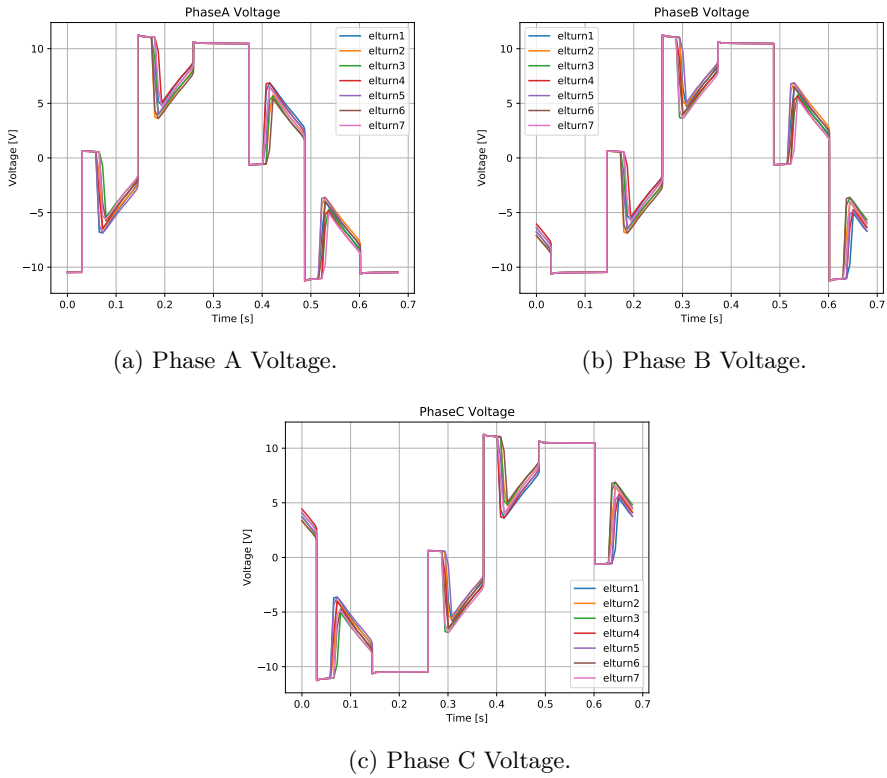 PhaseA Voltage
10
5
0
−5
−10
Voltage [V]
0.0 0.1 0.2 0.3 0.4 0.5 0.6 0.7
Time [s]
elturn1
elturn2
elturn3
elturn4
elturn5
elturn6
elturn7
(a) Phase A Voltage.
PhaseB Voltage
10
5
0
−5
−10
Voltage [V]
0.0 0.1 0.2 0.3 0.4 0.5 0.6 0.7
Time [s]
elturn1
elturn2
elturn3
elturn4
elturn5
elturn6
elturn7
(b) Phase B Voltage.
PhaseC Voltage
10
5
0
−5
−10
Voltage [V]
0.0 0.1 0.2 0.3 0.4 0.5 0.6 0.7
Time [s]
elturn1
elturn2
elturn3
elturn4
elturn5
elturn6
elturn7
(c) Phase C Voltage.